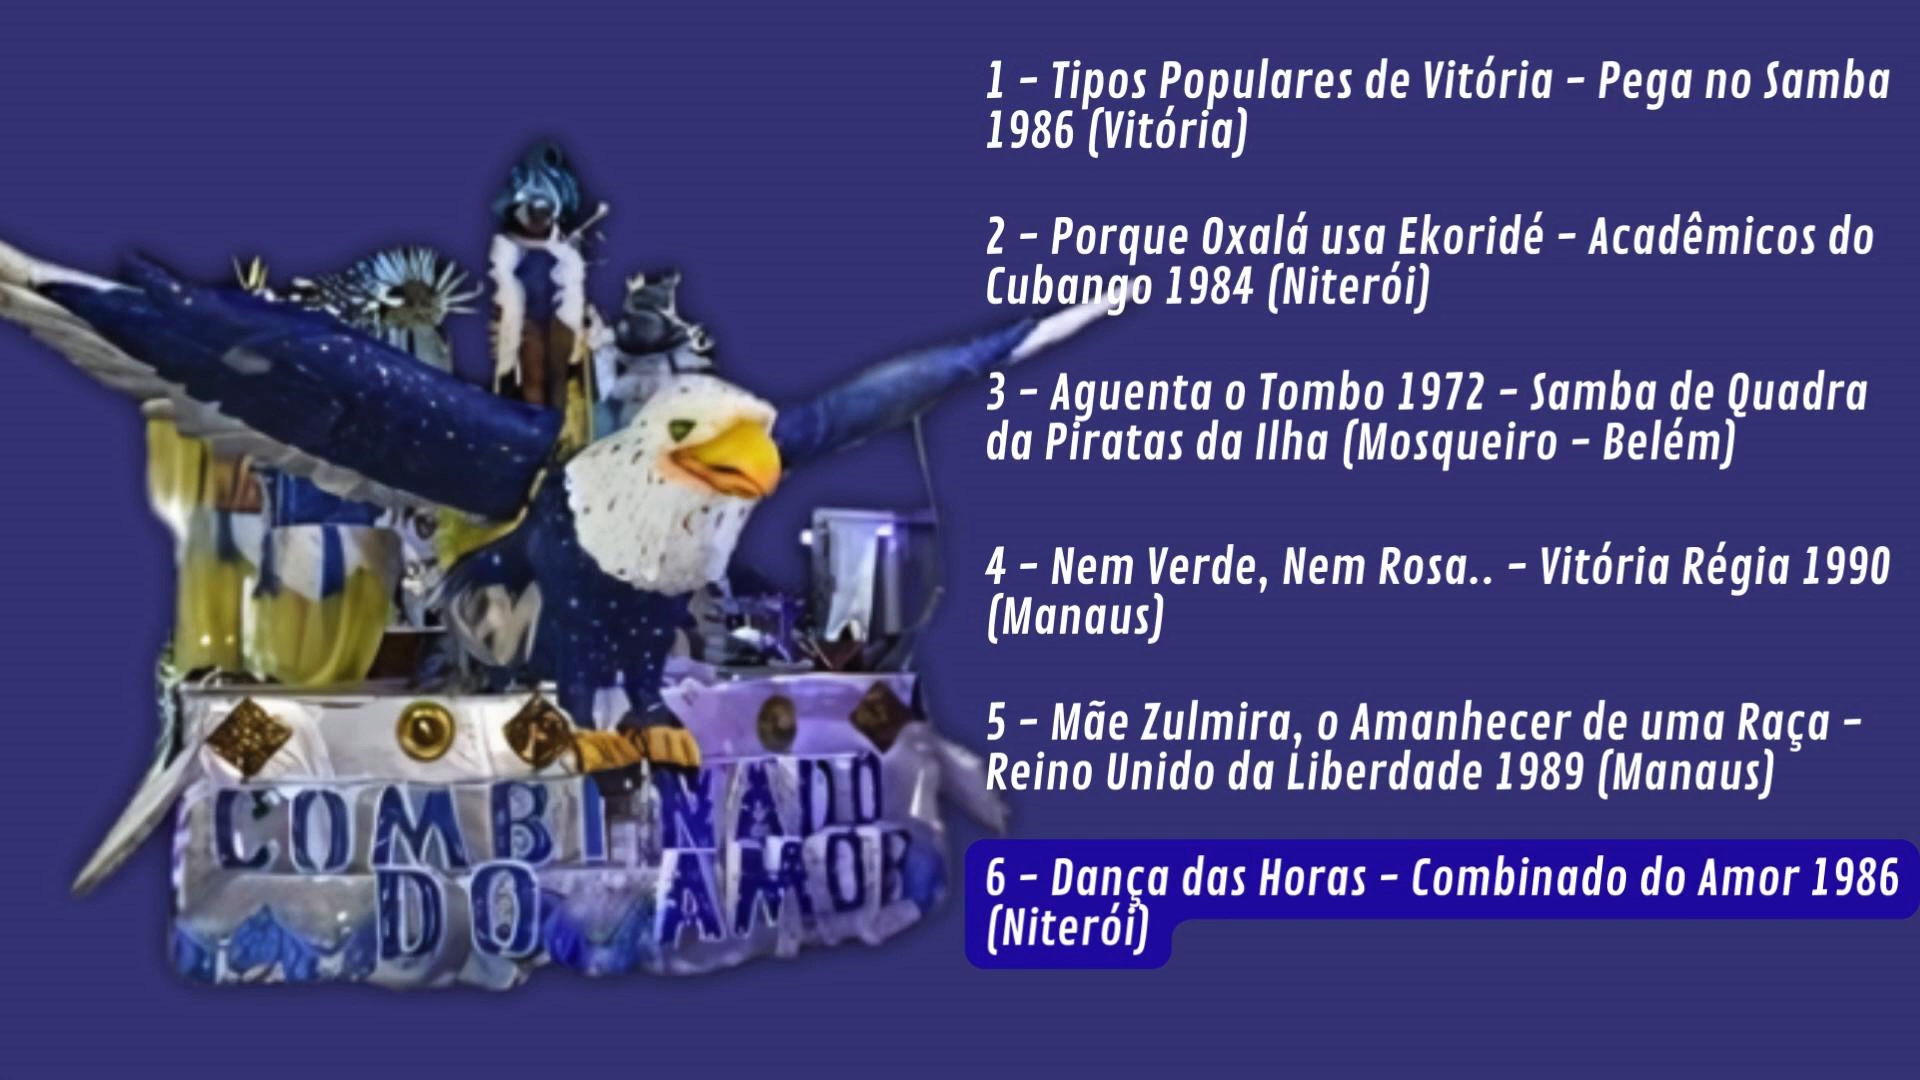 1 - Tipos Populares de Vitória - Pega no Samba
1986 (Vitória)
2 - Porque Oxalá usa Ekoridé - Acadêmicos do
Cubango 1984 (Niterói)
3 - Aguenta o Tombo 1972 - Samba de Quadra
da Piratas da Ilha (Mosqueiro - Belém)
4 - Nem Verde, Nem Rosa.. - Vitória Régia 1990
(Manaus)
5 - Mãe Zulmira, o Amanhecer de uma Raça -
Reino Unido da Liberdade 1989 (Manaus)
6 - Dança das Horas - Combinado do Amor 1986
(Niterói)
COMBINADO
DO AMOR